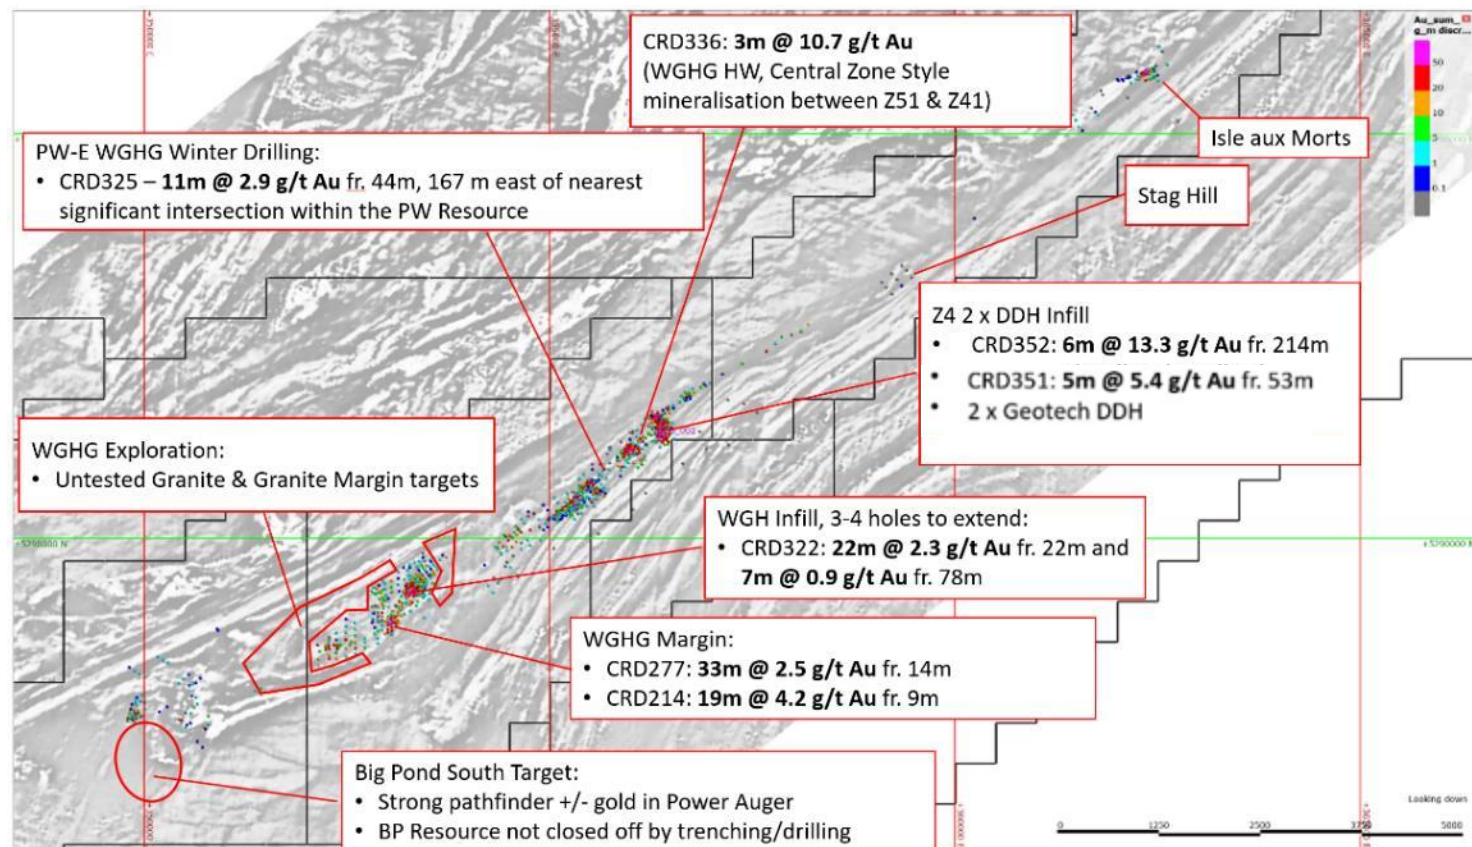 CRD336: 3m @ 10.7 g/t Au
(WGHG HW, Central Zone Style
mineralisation between Z51 & Z41)
Au_sum_
g_m discr...
50
20
10
5
1
0.1
Isle aux Morts
PW-E WGHG Winter Drilling:
• CRD325 – 11m @ 2.9 g/t Au fr. 44m, 167 m east of nearest
significant intersection within the PW Resource
Stag Hill
Z4 2 x DDH Infill
• CRD352: 6m @ 13.3 g/t Au fr. 214m
• CRD351: 5m @ 5.4 g/t Au fr. 53m
• 2 x Geotech DDH
WGHG Exploration:
• Untested Granite & Granite Margin targets
WGH Infill, 3-4 holes to extend:
• CRD322: 22m @ 2.3 g/t Au fr. 22m and
7m @ 0.9 g/t Au fr. 78m
+5290000 N
+5290000 N
WGHG Margin:
• CRD277: 33m @ 2.5 g/t Au fr. 14m
• CRD214: 19m @ 4.2 g/t Au fr. 9m
Big Pond South Target:
• Strong pathfinder +/- gold in Power Auger
• BP Resource not closed off by trenching/drilling
Looking down
0 1250 2500 3750 5000